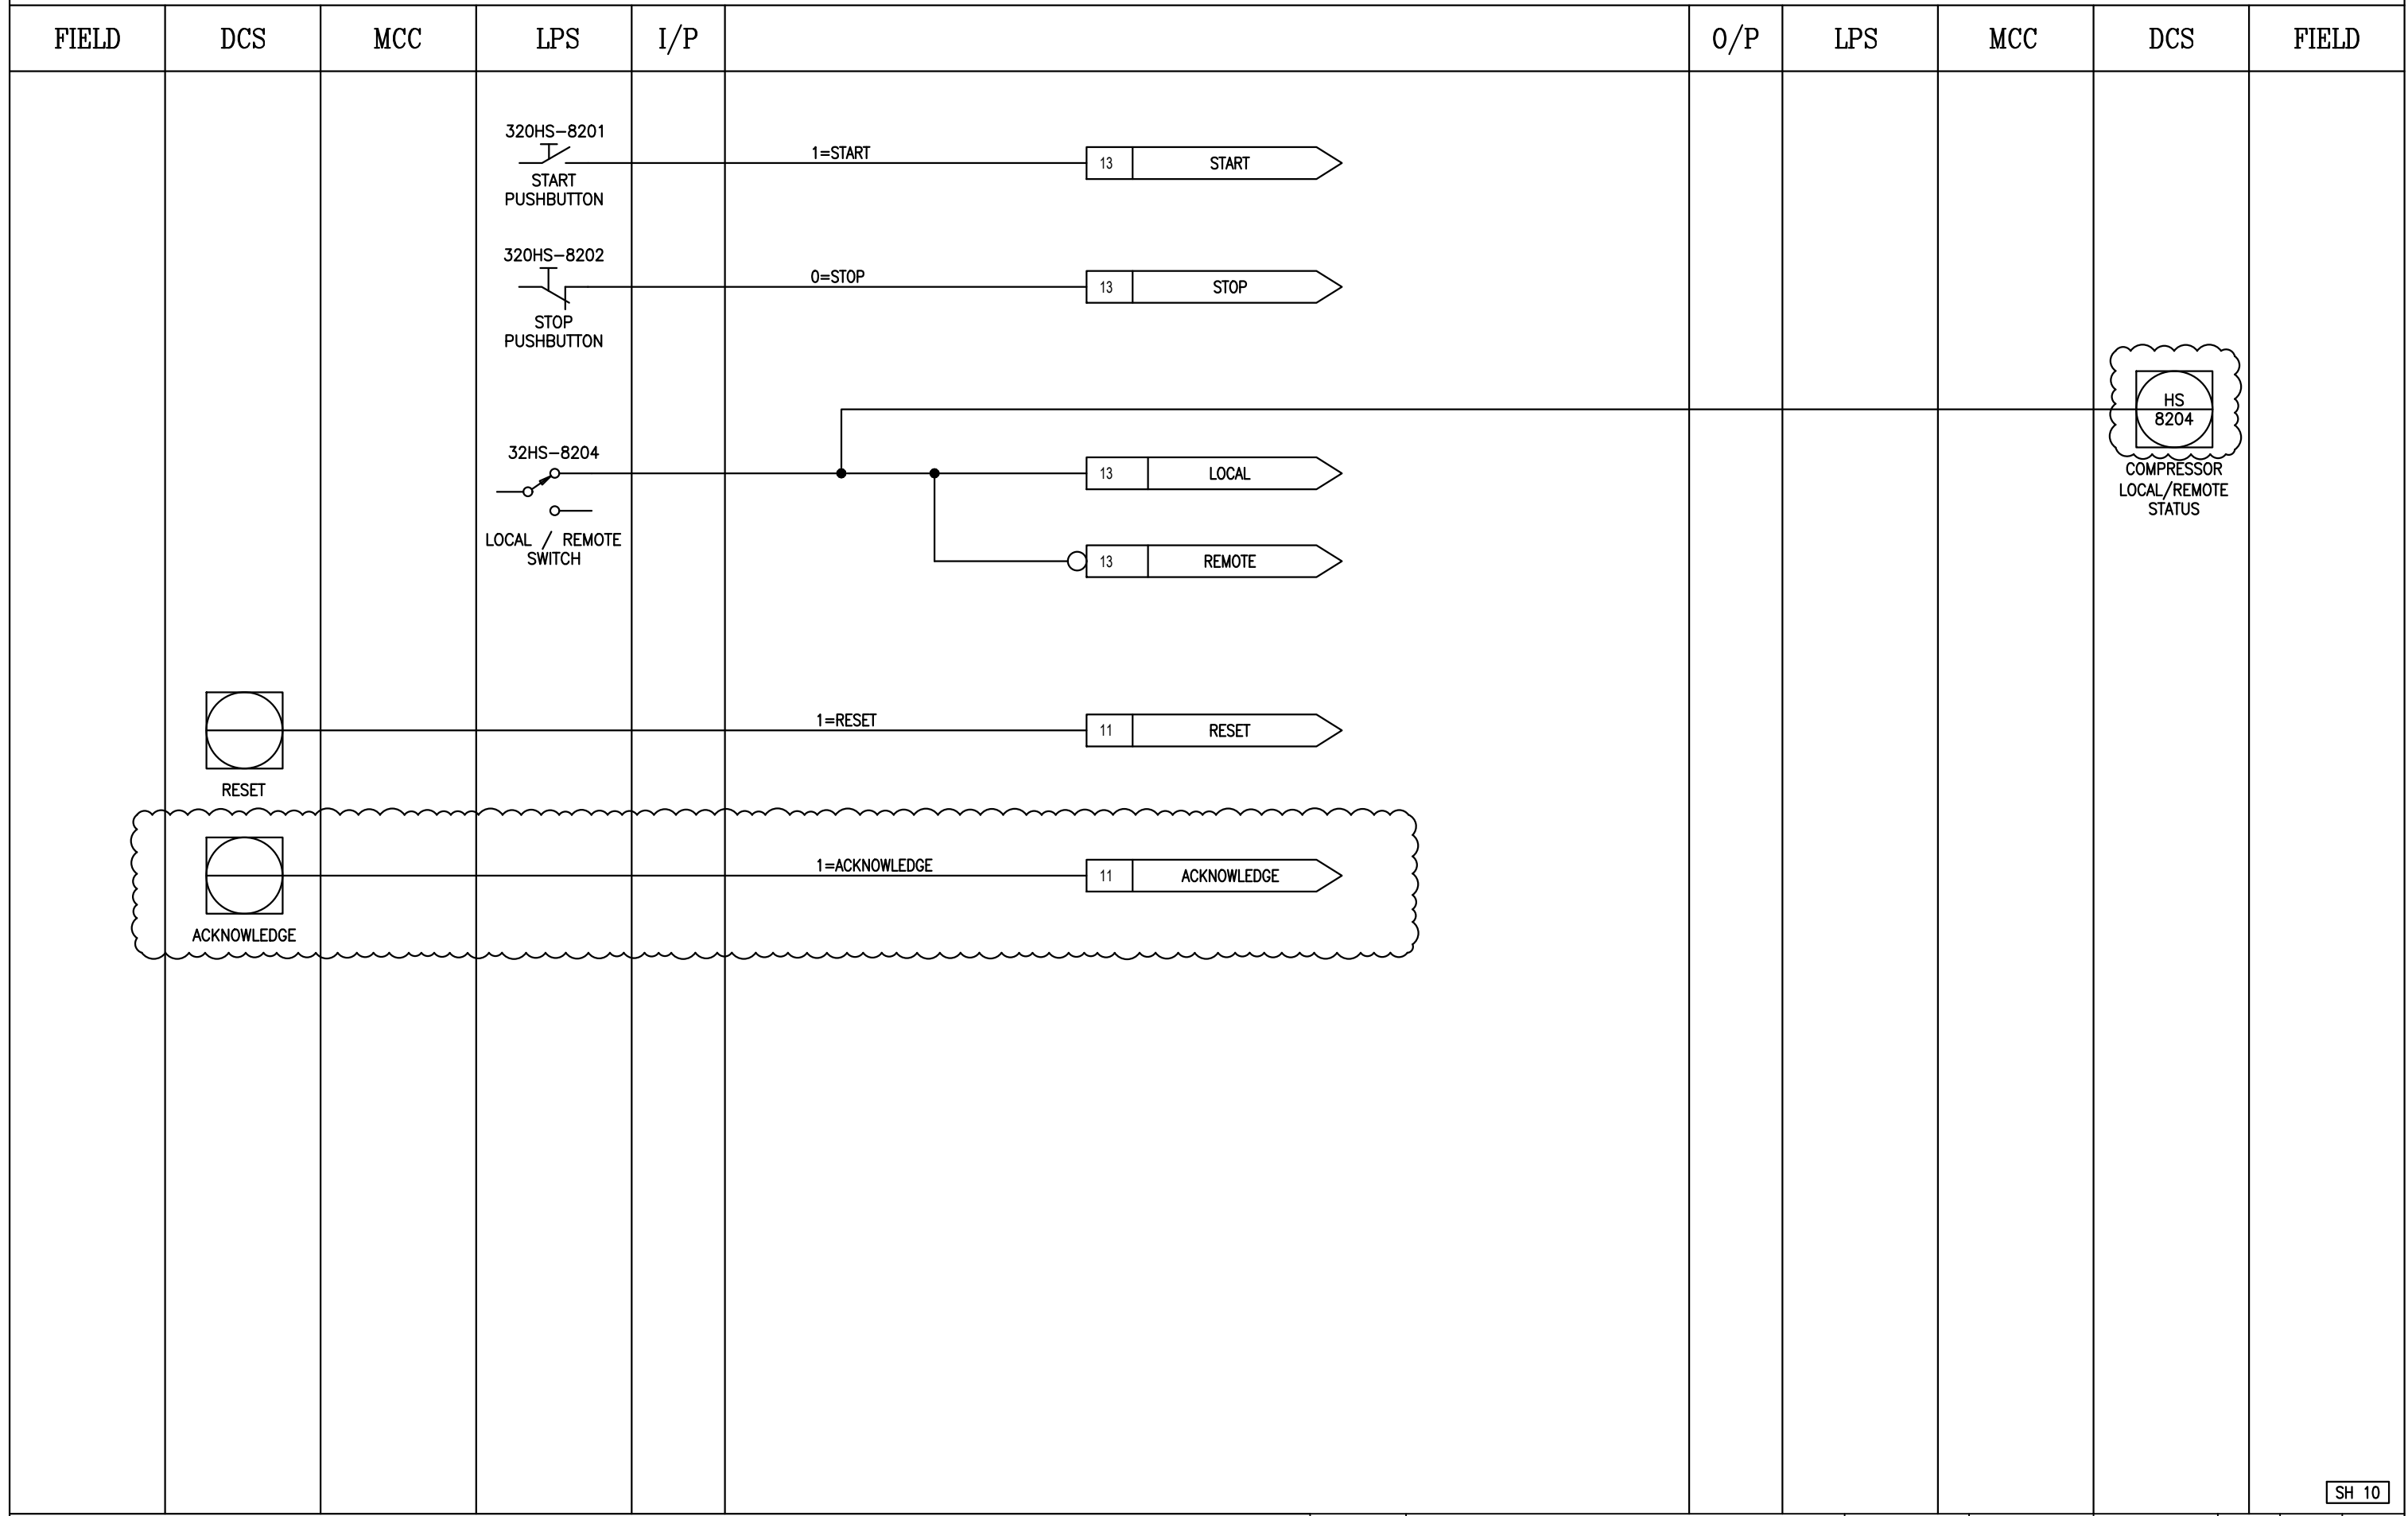 FIELD
DCS
MCC
LPS
I/P
O/P
LPS
MCC
DCS
FIELD
320HS-8201
START
PUSHBUTTON
1=START
13
START
320HS-8202
STOP
PUSHBUTTON
0=STOP
13
STOP
HS
8204
COMPRESSOR
LOCAL/REMOTE
STATUS
32HS-8204
LOCAL / REMOTE
SWITCH
13
LOCAL
13
REMOTE
RESET
1=RESET
11
RESET
ACKNOWLEDGE
1=ACKNOWLEDGE
11
ACKNOWLEDGE
SH 10